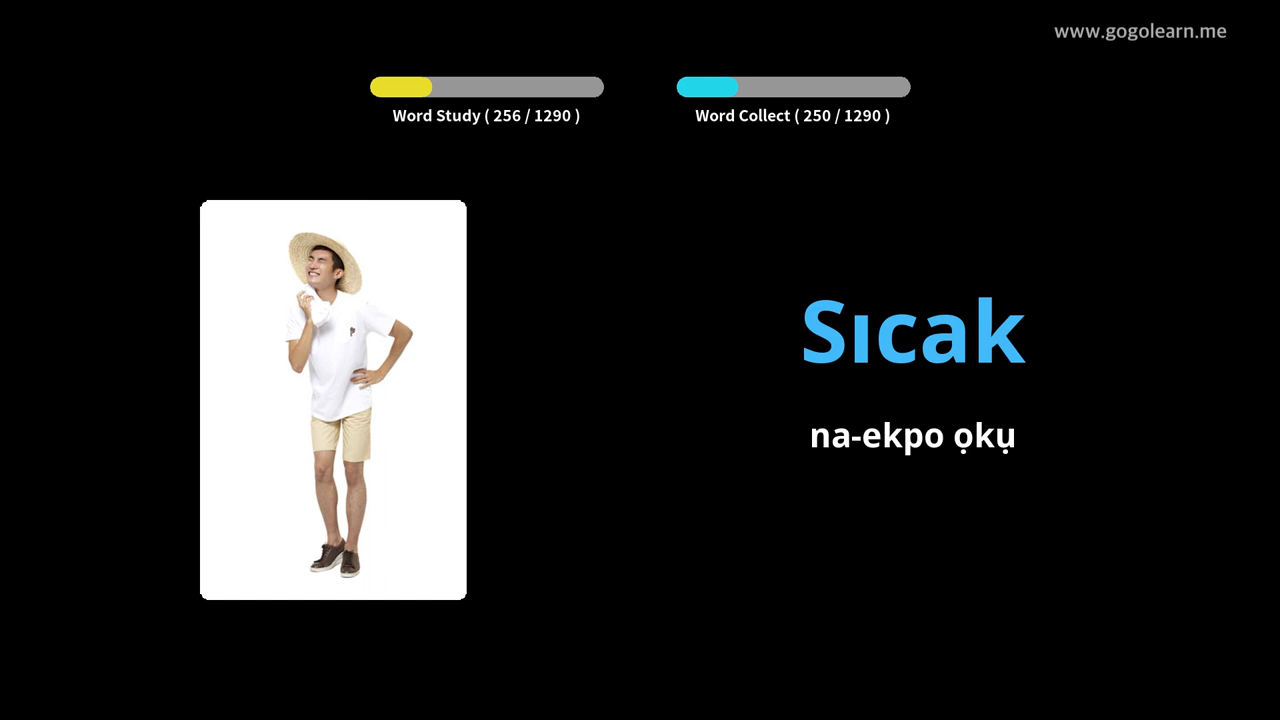 www.gogolearn.me
Word Study ( 256 / 1290 )
Word Collect ( 250 / 1290 )
Sıcak
na-ekpo ọkụ